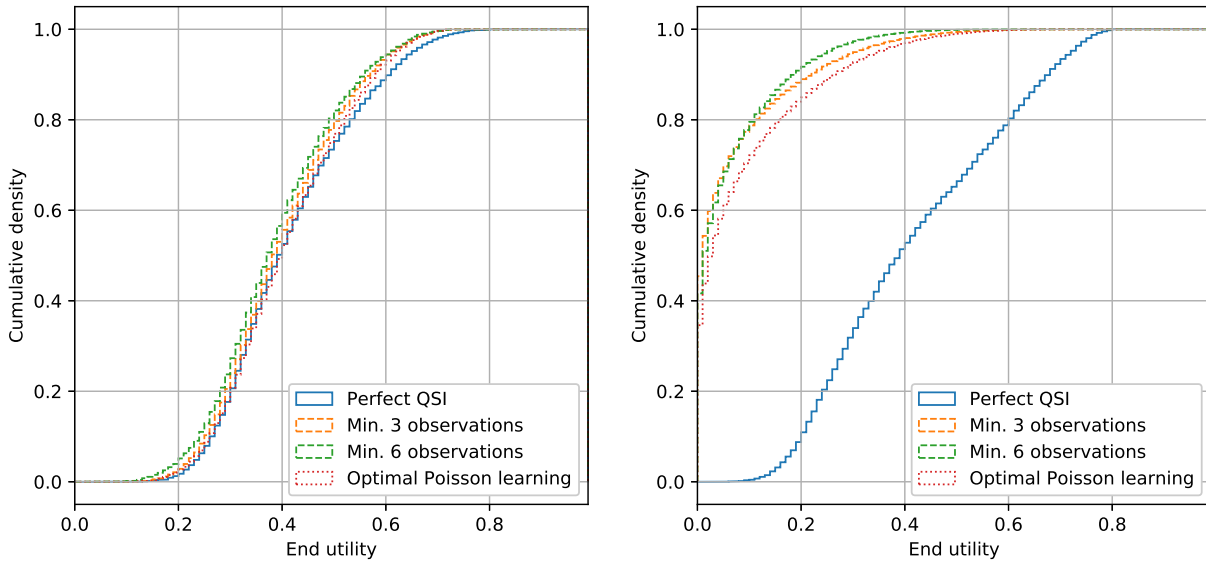 1.0
0.8
0.6
0.4
0.2
0.0
Cumulative density
0.0 0.2 0.4 0.6 0.8
End utility
Perfect QSI
Min. 3 observations
Min. 6 observations
Optimal Poisson learning
1.0
0.8
0.6
0.4
0.2
0.0
Cumulative density
0.0 0.2 0.4 0.6 0.8
End utility
Perfect QSI
Min. 3 observations
Min. 6 observations
Optimal Poisson learning